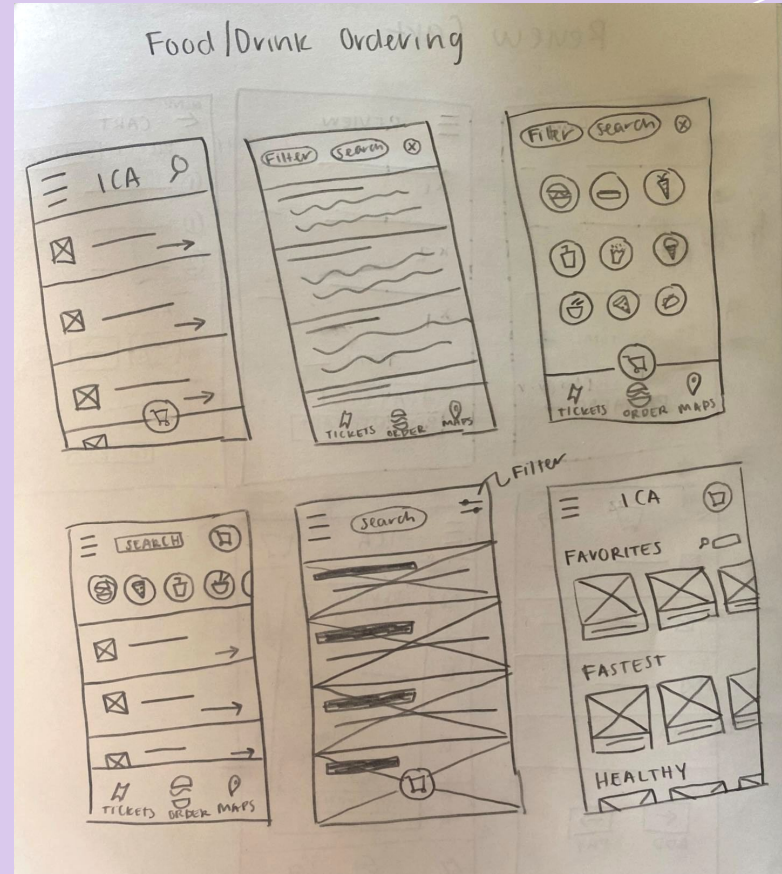 Food/Drink Ordering
ICA
Filter search
TICKETS ORDER MAPS
Filter search
TICKETS ORDER MAPS
SEARCH
TICKETS ORDER MAPS
Filter
search
ICA
FAVORITES
FASTEST
HEALTHY